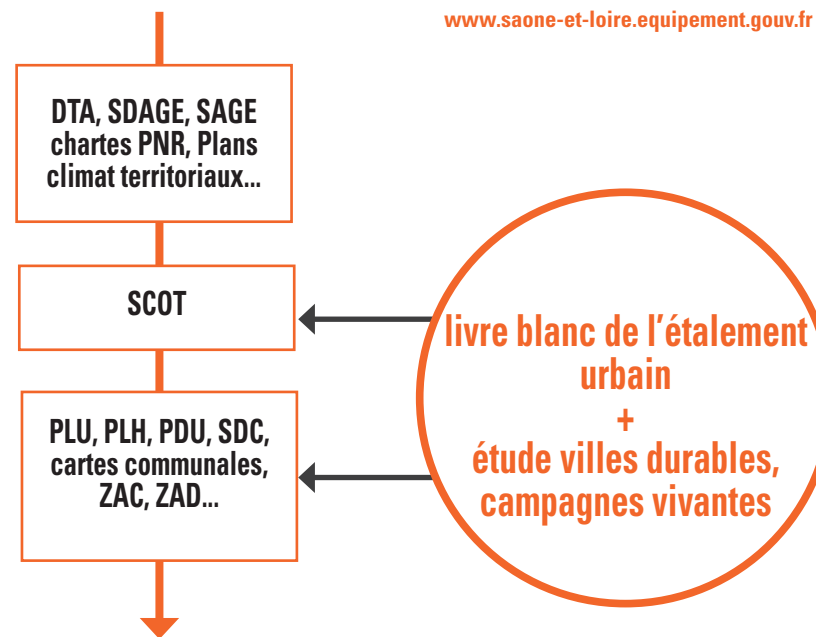 www.saone-et-loire.equipement.gouv.fr
DTA, SDAGE, SAGE
chartes PNR, Plans
climat territoriaux...
SCOT
PLU, PLH, PDU, SDC,
cartes communales,
ZAC, ZAD...
livre blanc de l'étalement
urbain
+
étude villes durables,
campagnes vivantes